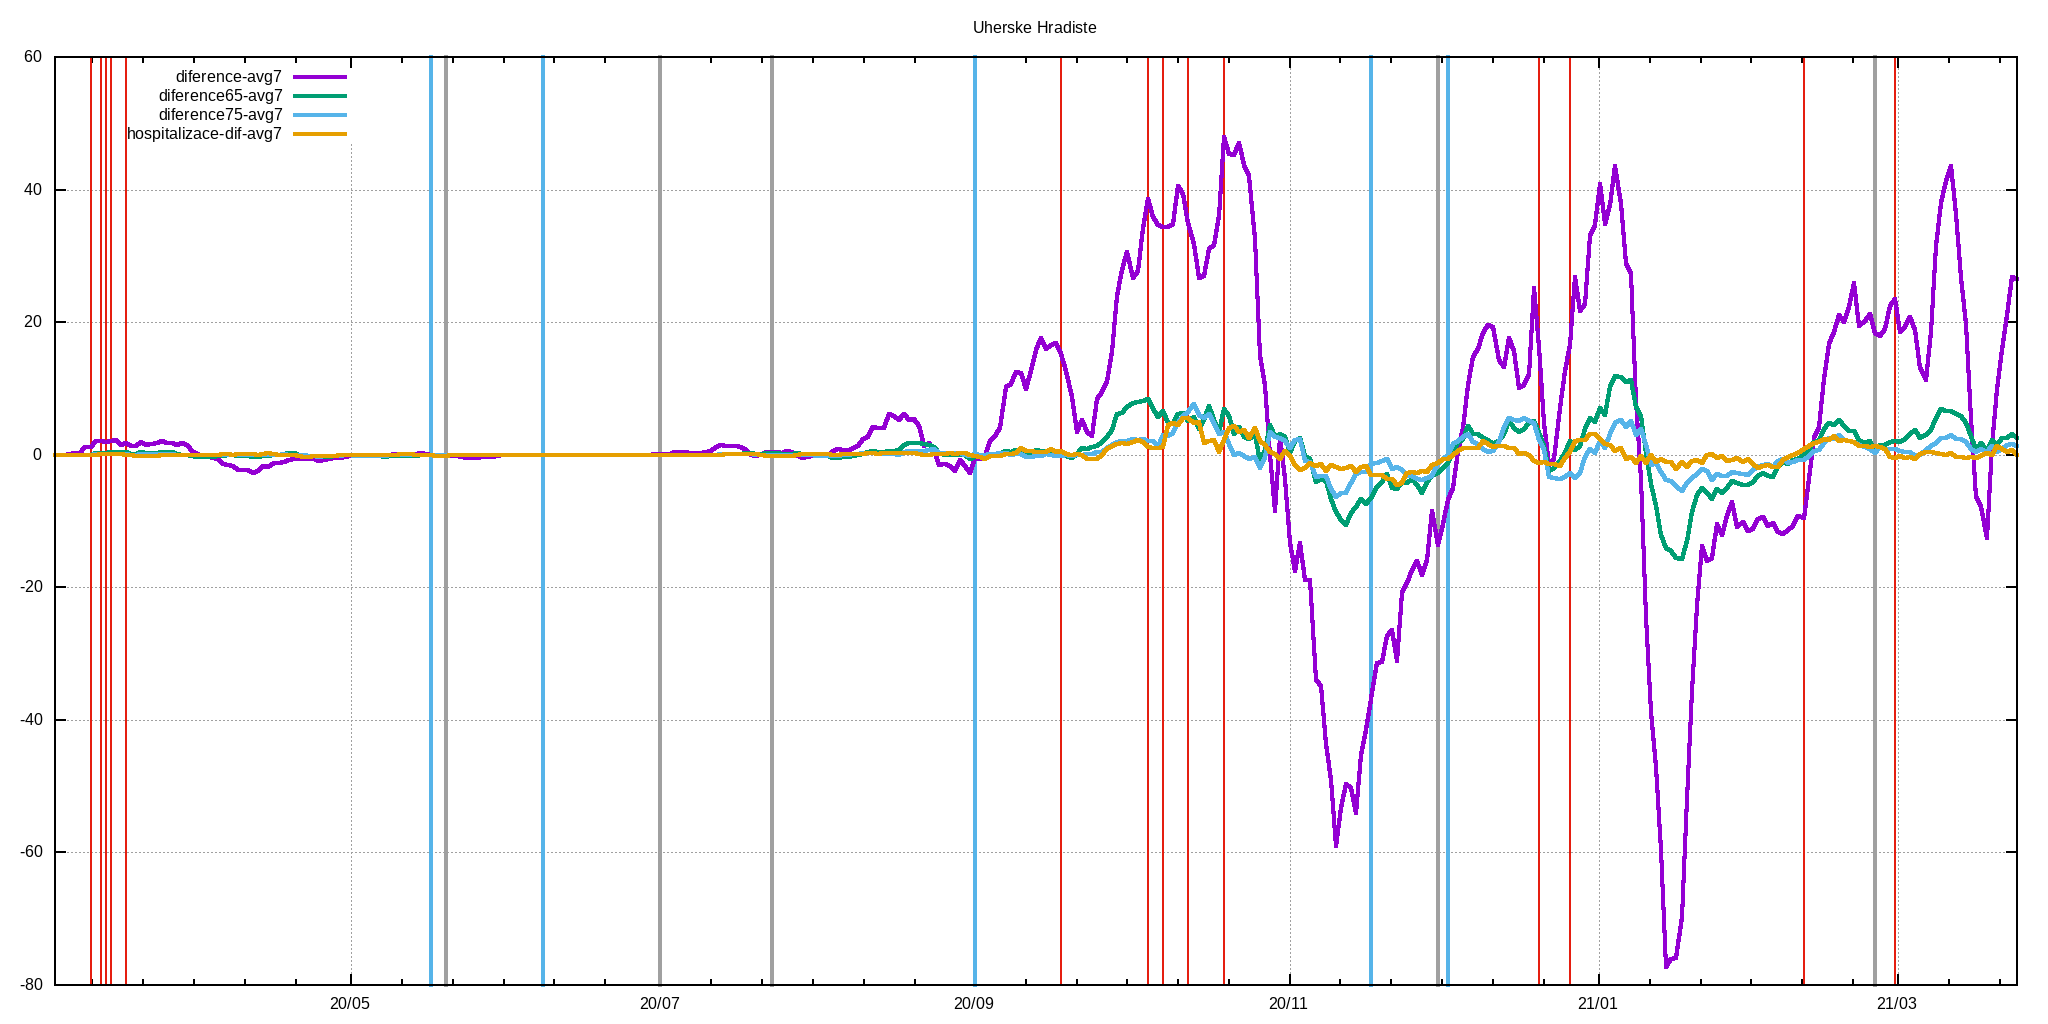 Uherske Hradiste
60
diference-avg7
diference65-avg7
diference75-avg7
hospitalizace-dif-avg7
40
20
0
-20
-40
-60
-80
20/05 20/07 20/09 20/11 21/01 21/03